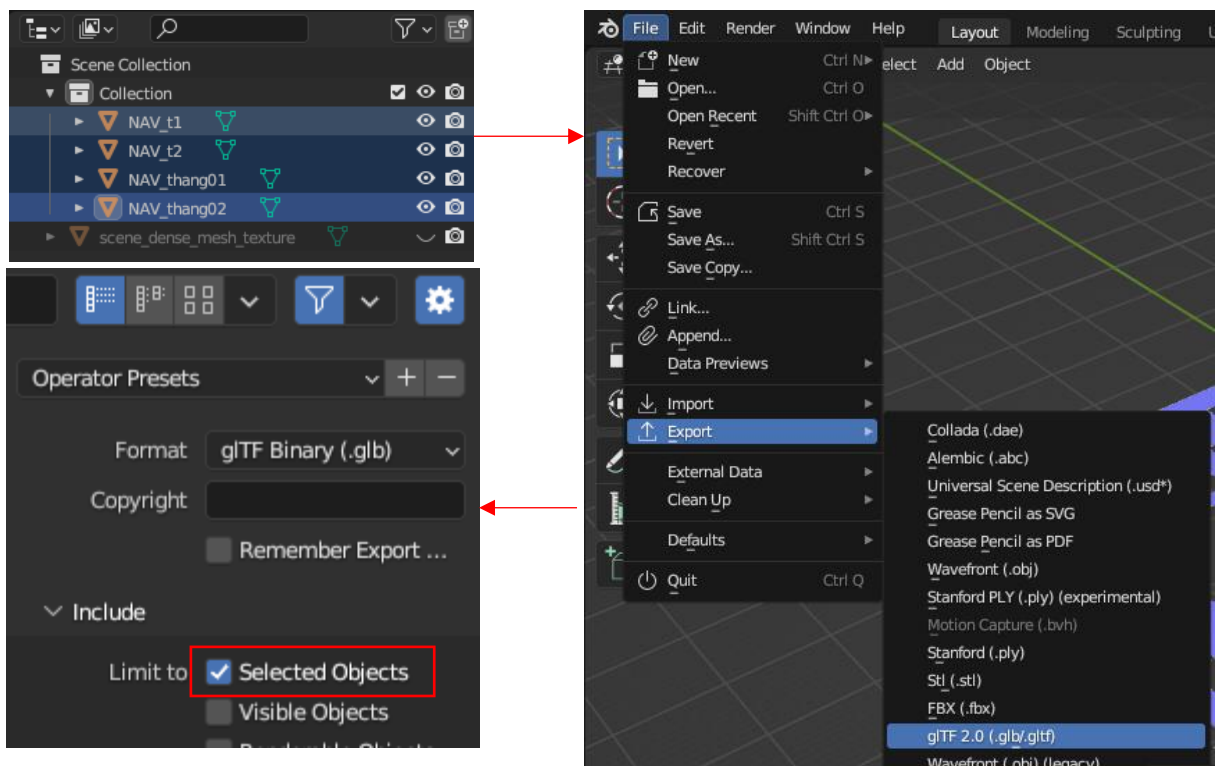 Scene Collection
Collection
NAV_t1
NAV_t2
NAV_thang01
NAV_thang02
scene_dense_mesh_texture
File Edit Render Window Help Layout Modeling Sculpting
elect Add Object
New Ctrl N
Open... Ctrl O
Open Recent Shift Ctrl O
Revert
Recover
Save Ctrl S
Save As... Shift Ctrl S
Save Copy...
Link...
Append...
Data Previews
Import
Export
External Data
Clean Up
Defaults
Quit Ctrl Q
Collada (.dae)
Alembic (.abc)
Universal Scene Description (.usd*)
Grease Pencil as SVG
Grease Pencil as PDF
Wavefront (.obj)
Stanford PLY (.ply) (experimental)
Motion Capture (.bvh)
Stanford (.ply)
Stl (.stl)
FBX (.fbx)
glTF 2.0 (.glb/.gltf)
Wavefront (.obj) (legacy)
Operator Presets
Format glTF Binary (.glb)
Copyright
Remember Export ...
Include
Limit to Selected Objects
Visible Objects